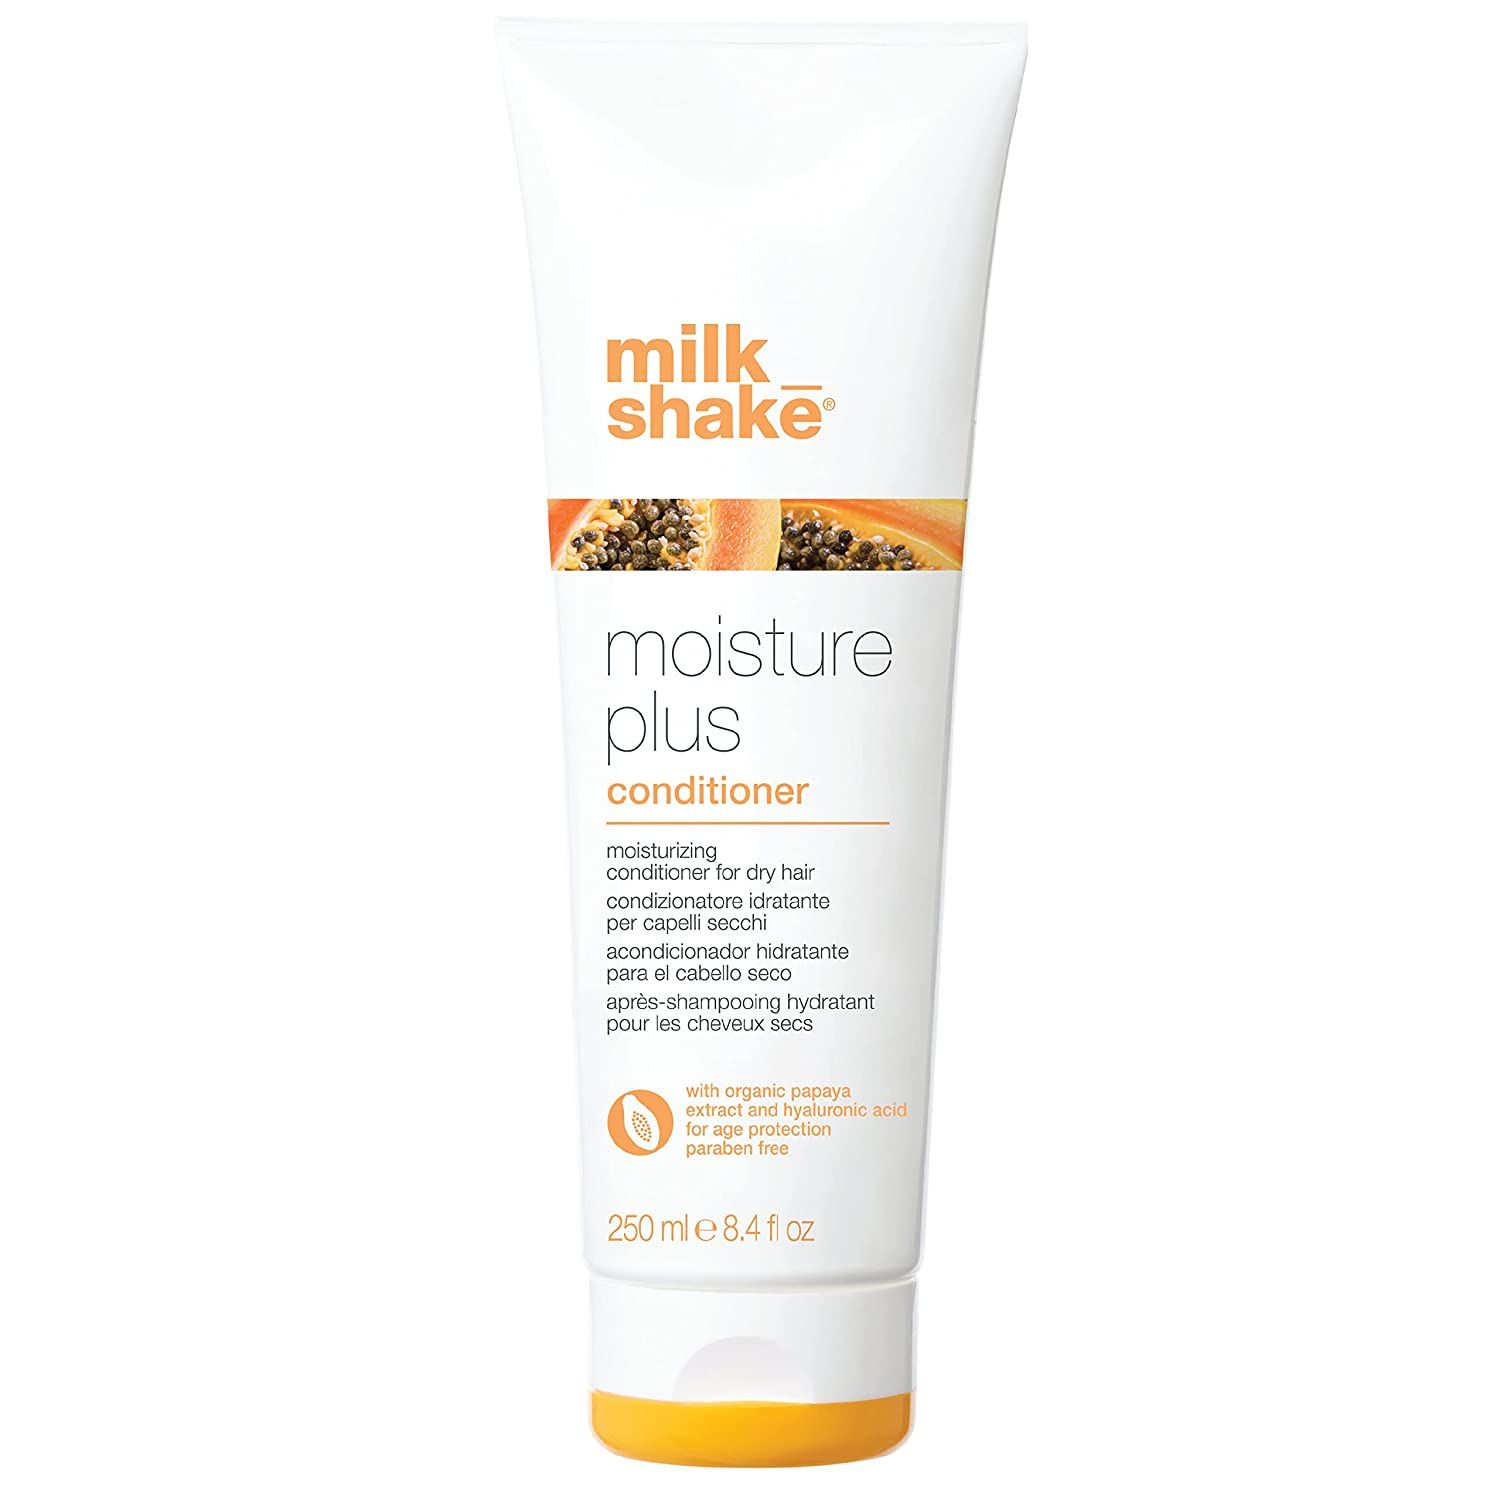 milk_
shake®
moisture
plus
conditioner
moisturizing
conditioner for dry hair
condizionatore idratante
per capelli secchi
acondicionador hidratante
para el cabello seco
après-shampooing hydratant
pour les cheveux secs
with organic papaya
extract and hyaluronic acid
for age protection
paraben free
250 ml ℮ 8.4 fl oz